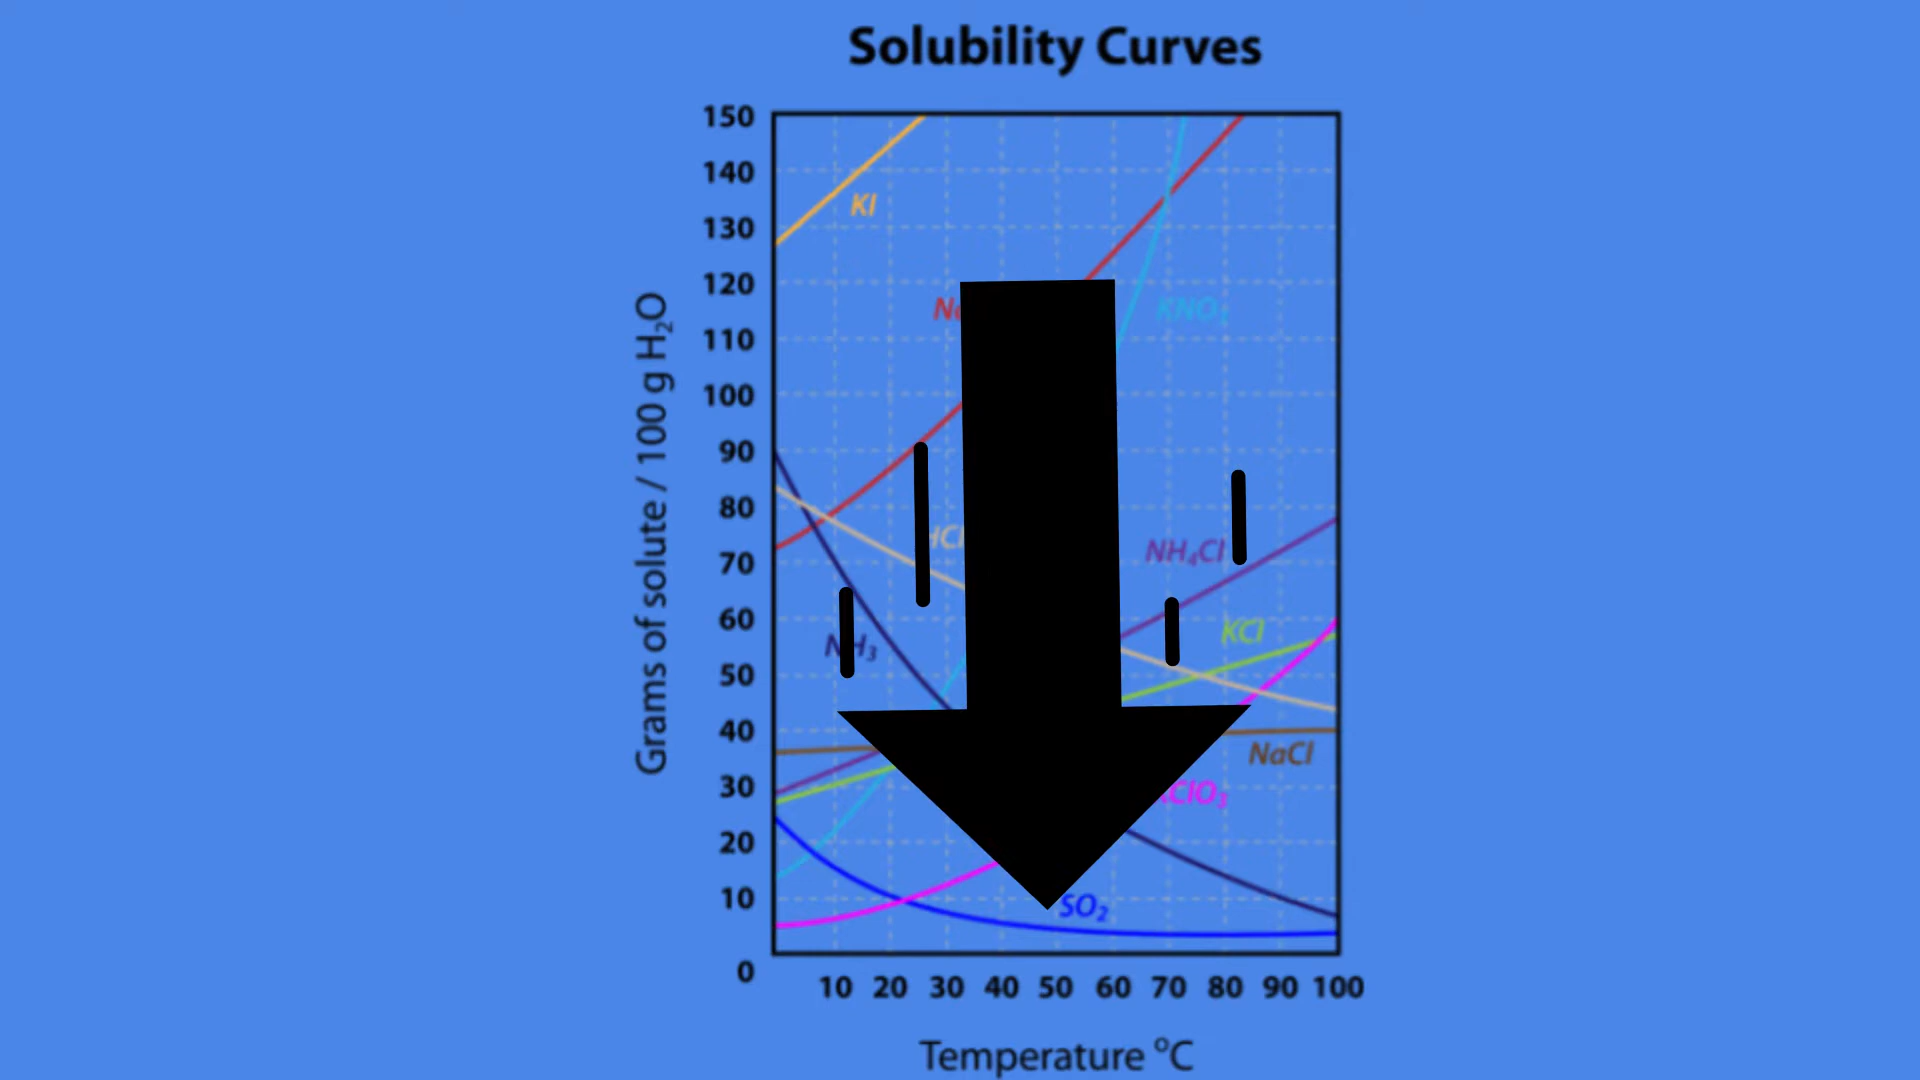 Solubility Curves
150
140
130
120
110
100
90
80
70
60
50
40
30
20
10
0
Grams of solute / 100 g H₂O
KI
KNO₃
NH₄Cl
KCl
NH₃
NaCl
SO₂
10 20 30 40 50 60 70 80 90 100
Temperature °C